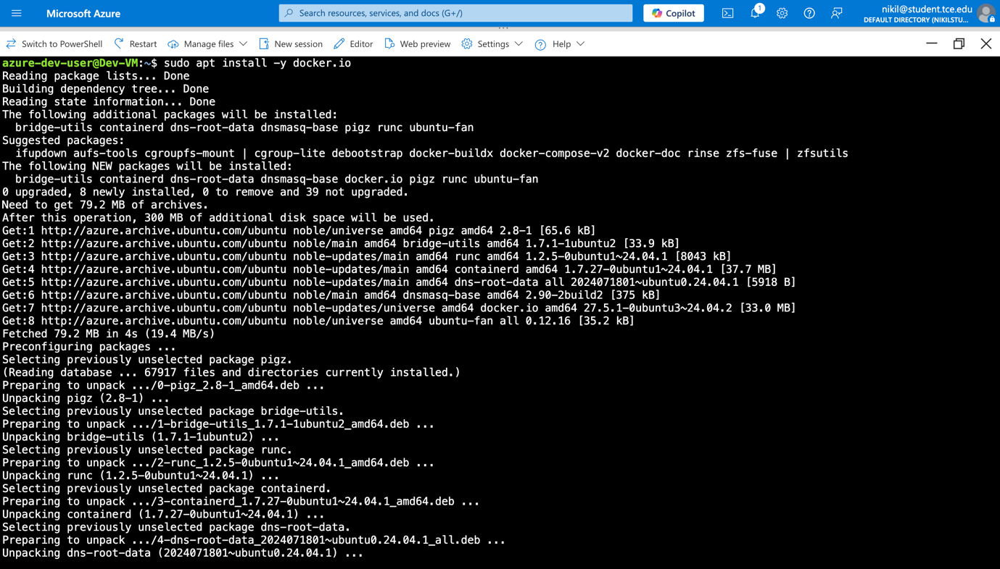 Microsoft Azure
Search resources, services, and docs (G+/)
Copilot
1
nikil@student.tce.edu
DEFAULT DIRECTORY (NIKILSTU...
Switch to PowerShell
Restart
Manage files
New session
Editor
Web preview
Settings
Help
azure-dev-user@Dev-VM:~$ sudo apt install -y docker.io
Reading package lists... Done
Building dependency tree... Done
Reading state information... Done
The following additional packages will be installed:
  bridge-utils containerd dns-root-data dnsmasq-base pigz runc ubuntu-fan
Suggested packages:
  ifupdown aufs-tools cgroupfs-mount | cgroup-lite debootstrap docker-buildx docker-compose-v2 docker-doc rinse zfs-fuse | zfsutils
The following NEW packages will be installed:
  bridge-utils containerd dns-root-data dnsmasq-base docker.io pigz runc ubuntu-fan
0 upgraded, 8 newly installed, 0 to remove and 39 not upgraded.
Need to get 79.2 MB of archives.
After this operation, 300 MB of additional disk space will be used.
Get:1 http://azure.archive.ubuntu.com/ubuntu noble/universe amd64 pigz amd64 2.8-1 [65.6 kB]
Get:2 http://azure.archive.ubuntu.com/ubuntu noble/main amd64 bridge-utils amd64 1.7.1-1ubuntu2 [33.9 kB]
Get:3 http://azure.archive.ubuntu.com/ubuntu noble-updates/main amd64 runc amd64 1.2.5-0ubuntu1~24.04.1 [8043 kB]
Get:4 http://azure.archive.ubuntu.com/ubuntu noble-updates/main amd64 containerd amd64 1.7.27-0ubuntu1~24.04.1 [37.7 MB]
Get:5 http://azure.archive.ubuntu.com/ubuntu noble-updates/main amd64 dns-root-data all 2024071801~ubuntu0.24.04.1 [5918 B]
Get:6 http://azure.archive.ubuntu.com/ubuntu noble/main amd64 dnsmasq-base amd64 2.90-2build2 [375 kB]
Get:7 http://azure.archive.ubuntu.com/ubuntu noble-updates/universe amd64 docker.io amd64 27.5.1-0ubuntu3~24.04.2 [33.0 MB]
Get:8 http://azure.archive.ubuntu.com/ubuntu noble/universe amd64 ubuntu-fan all 0.12.16 [35.2 kB]
Fetched 79.2 MB in 4s (19.4 MB/s)
Preconfiguring packages ...
Selecting previously unselected package pigz.
(Reading database ... 67917 files and directories currently installed.)
Preparing to unpack .../0-pigz_2.8-1_amd64.deb ...
Unpacking pigz (2.8-1) ...
Selecting previously unselected package bridge-utils.
Preparing to unpack .../1-bridge-utils_1.7.1-1ubuntu2_amd64.deb ...
Unpacking bridge-utils (1.7.1-1ubuntu2) ...
Selecting previously unselected package runc.
Preparing to unpack .../2-runc_1.2.5-0ubuntu1~24.04.1_amd64.deb ...
Unpacking runc (1.2.5-0ubuntu1~24.04.1) ...
Selecting previously unselected package containerd.
Preparing to unpack .../3-containerd_1.7.27-0ubuntu1~24.04.1_amd64.deb ...
Unpacking containerd (1.7.27-0ubuntu1~24.04.1) ...
Selecting previously unselected package dns-root-data.
Preparing to unpack .../4-dns-root-data_2024071801~ubuntu0.24.04.1_all.deb ...
Unpacking dns-root-data (2024071801~ubuntu0.24.04.1) ...